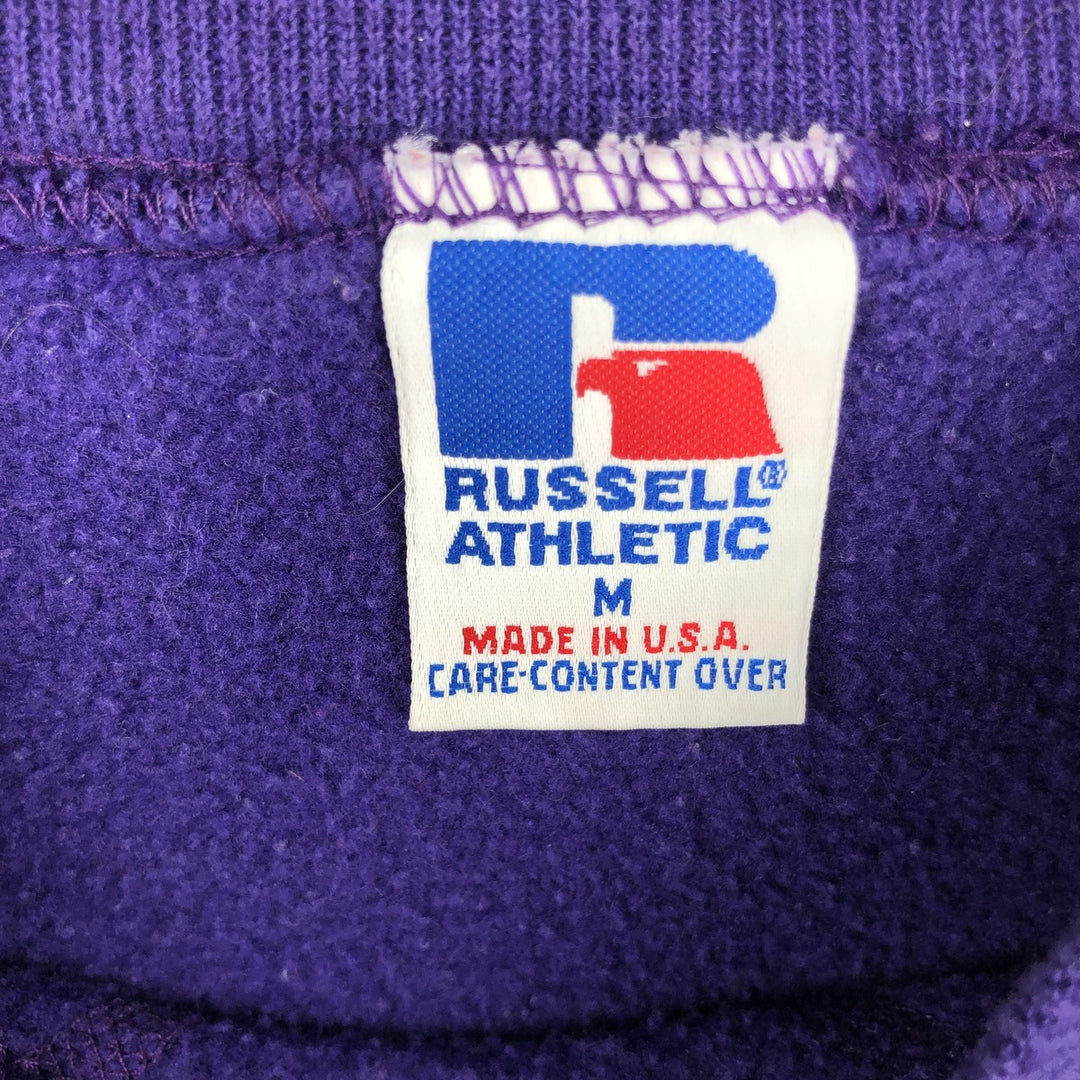 RUSSELL®
ATHLETIC
M
MADE IN U.S.A.
CARE-CONTENT OVER